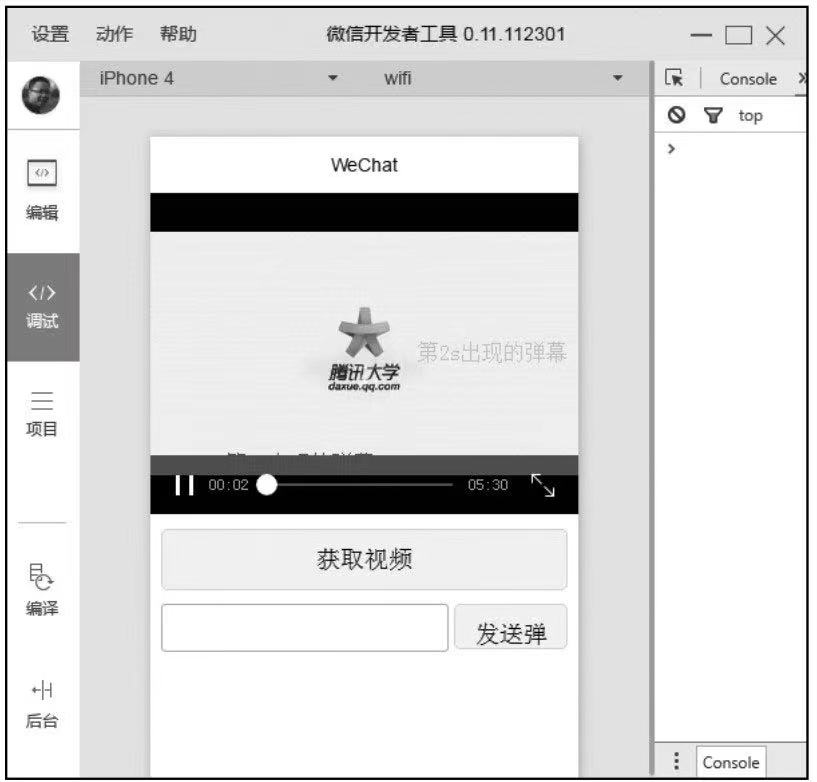 设置 动作 帮助 微信开发者工具 0.11.112301
iPhone 4 wifi
Console
top
WeChat
编辑
调试
第2s出现的弹幕
腾讯大学
daxue.qq.com
项目
00:02 05:30
获取视频
发送弹
编译
后台
Console